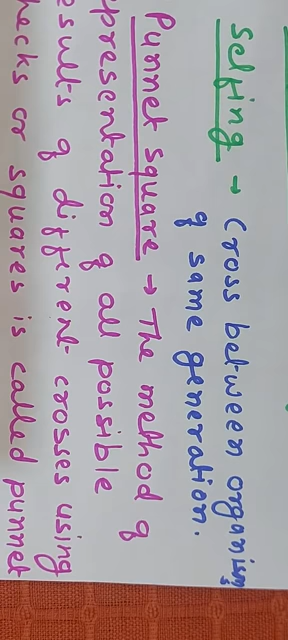 Selfing → Cross between organisms
of same generation.
Punnet Square → The method of
presentation of all possible
esults of different crosses using
hecks or squares is called punnet